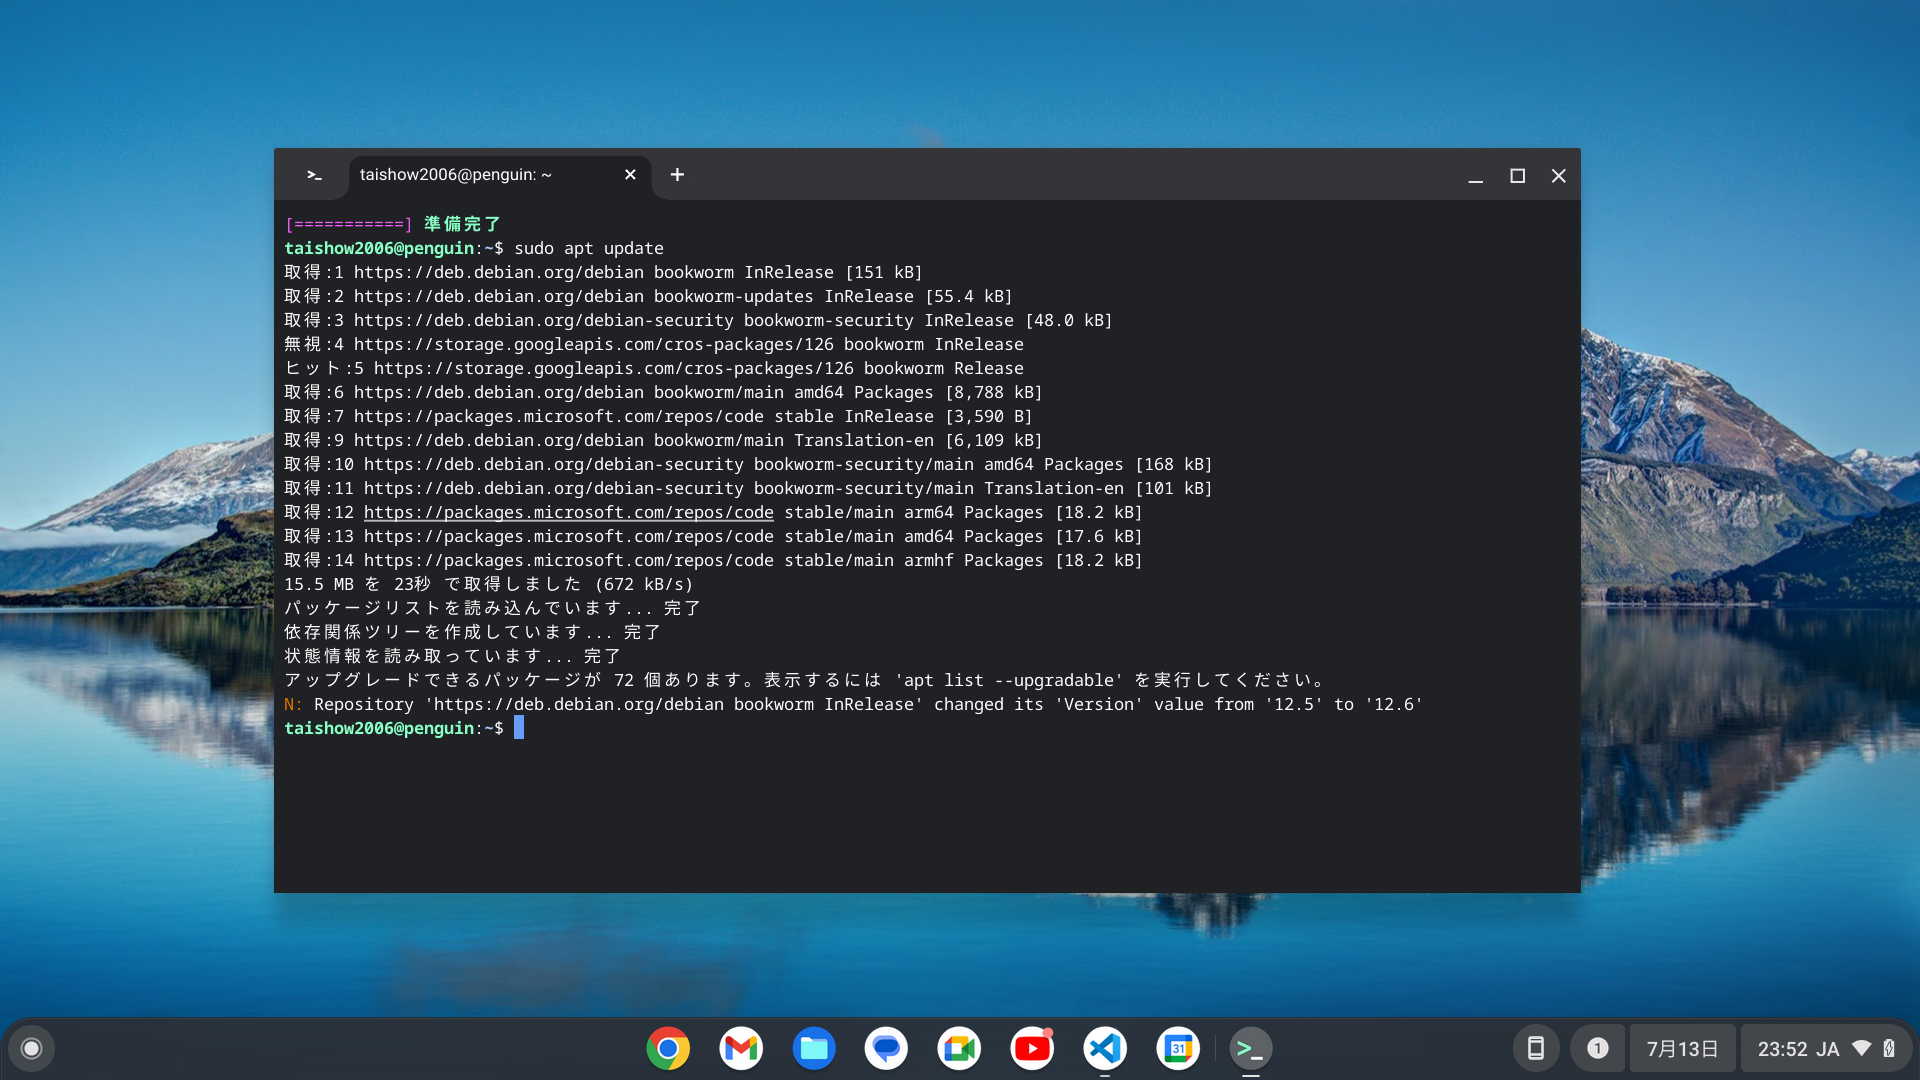 taishow2006@penguin: ~
[===========] 準備完了
taishow2006@penguin:~$ sudo apt update
取得:1 https://deb.debian.org/debian bookworm InRelease [151 kB]
取得:2 https://deb.debian.org/debian bookworm-updates InRelease [55.4 kB]
取得:3 https://deb.debian.org/debian-security bookworm-security InRelease [48.0 kB]
無視:4 https://storage.googleapis.com/cros-packages/126 bookworm InRelease
ヒット:5 https://storage.googleapis.com/cros-packages/126 bookworm Release
取得:6 https://deb.debian.org/debian bookworm/main amd64 Packages [8,788 kB]
取得:7 https://packages.microsoft.com/repos/code stable InRelease [3,590 B]
取得:9 https://deb.debian.org/debian bookworm/main Translation-en [6,109 kB]
取得:10 https://deb.debian.org/debian-security bookworm-security/main amd64 Packages [168 kB]
取得:11 https://deb.debian.org/debian-security bookworm-security/main Translation-en [101 kB]
取得:12 https://packages.microsoft.com/repos/code stable/main arm64 Packages [18.2 kB]
取得:13 https://packages.microsoft.com/repos/code stable/main amd64 Packages [17.6 kB]
取得:14 https://packages.microsoft.com/repos/code stable/main armhf Packages [18.2 kB]
15.5 MB を 23秒 で取得しました (672 kB/s)
パッケージリストを読み込んでいます... 完了
依存関係ツリーを作成しています... 完了
状態情報を読み取っています... 完了
アップグレードできるパッケージが 72 個あります。表示するには 'apt list --upgradable' を実行してください。
N: Repository 'https://deb.debian.org/debian bookworm InRelease' changed its 'Version' value from '12.5' to '12.6'
taishow2006@penguin:~$
31
1
7月13日
23:52 JA